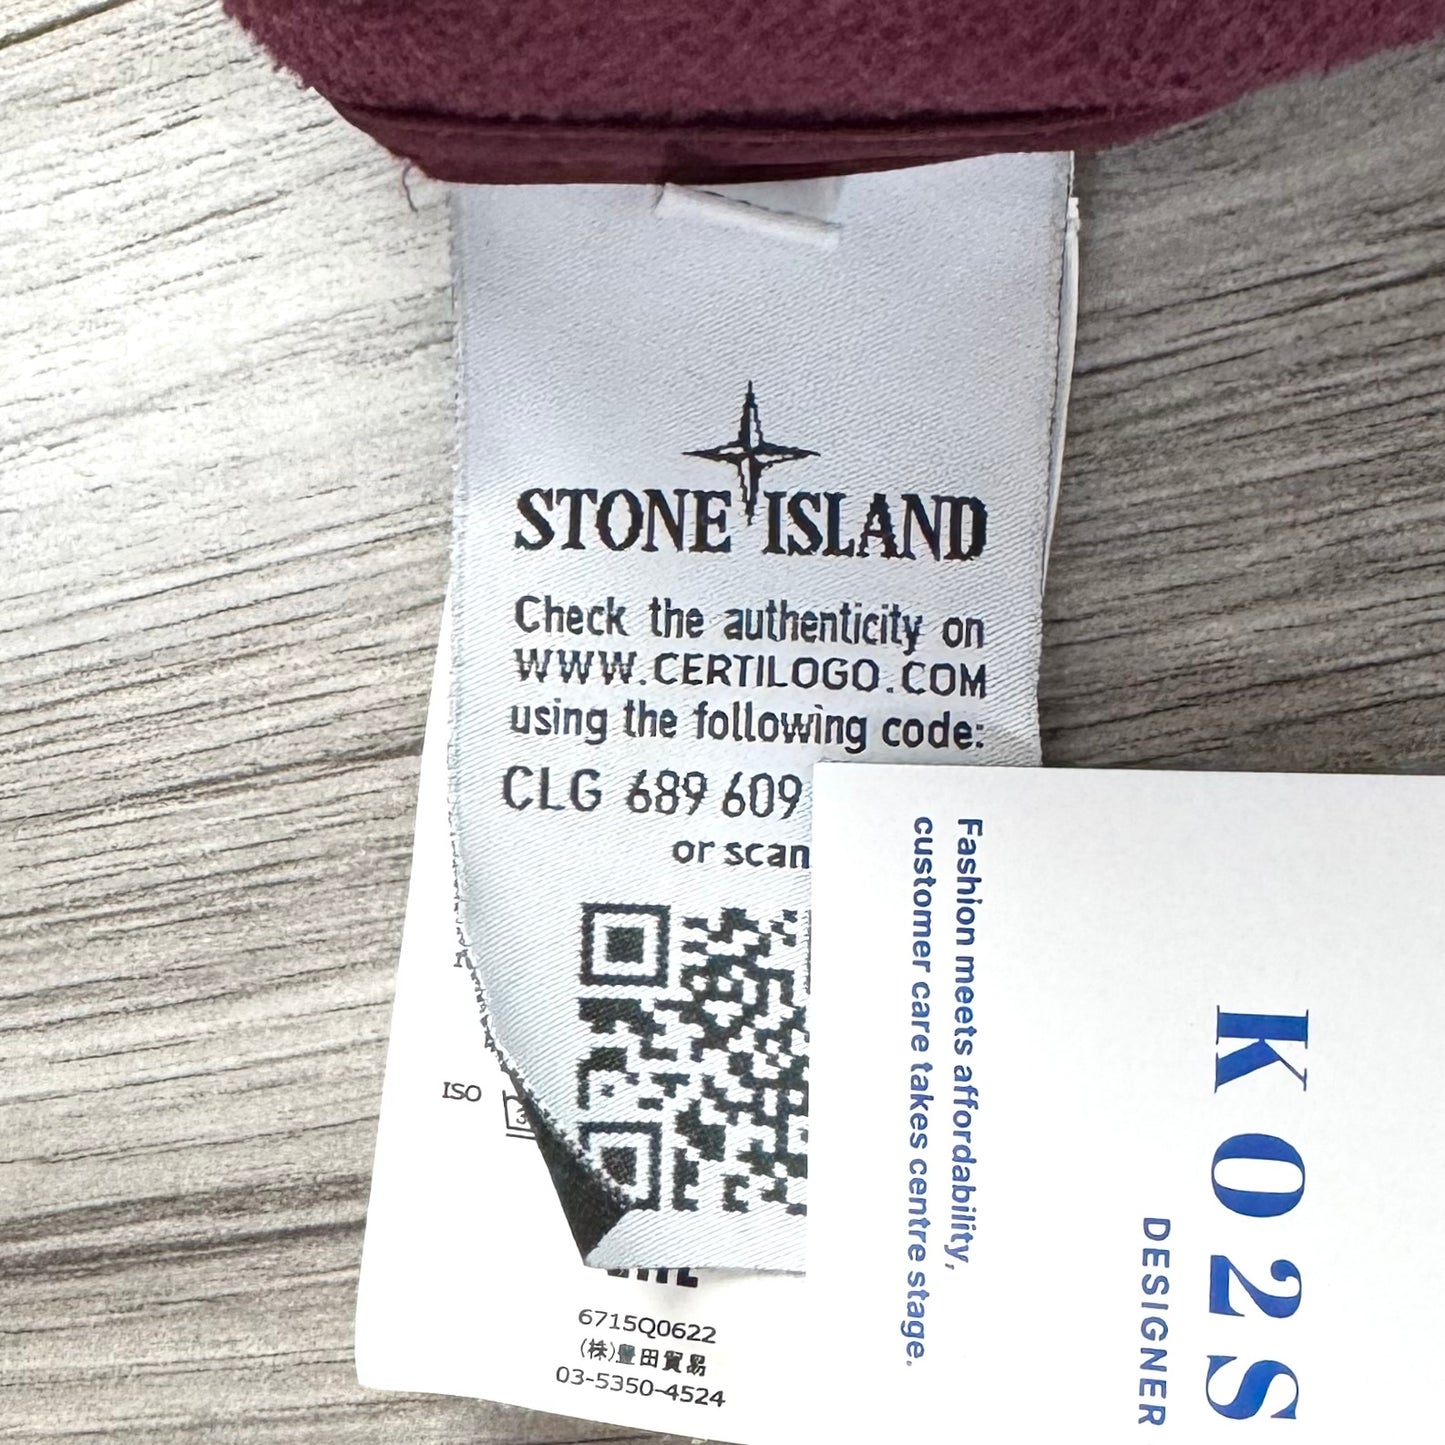 STONE ISLAND
Check the authenticity on
WWW.CERTILOGO.COM
using the following code:
CLG 689 609
or scan
ISO
3
6715Q0622
(株)豊田貿易
03-5350-4524
Fashion meets affordability,
customer care takes centre stage.
KO2S
DESIGNER